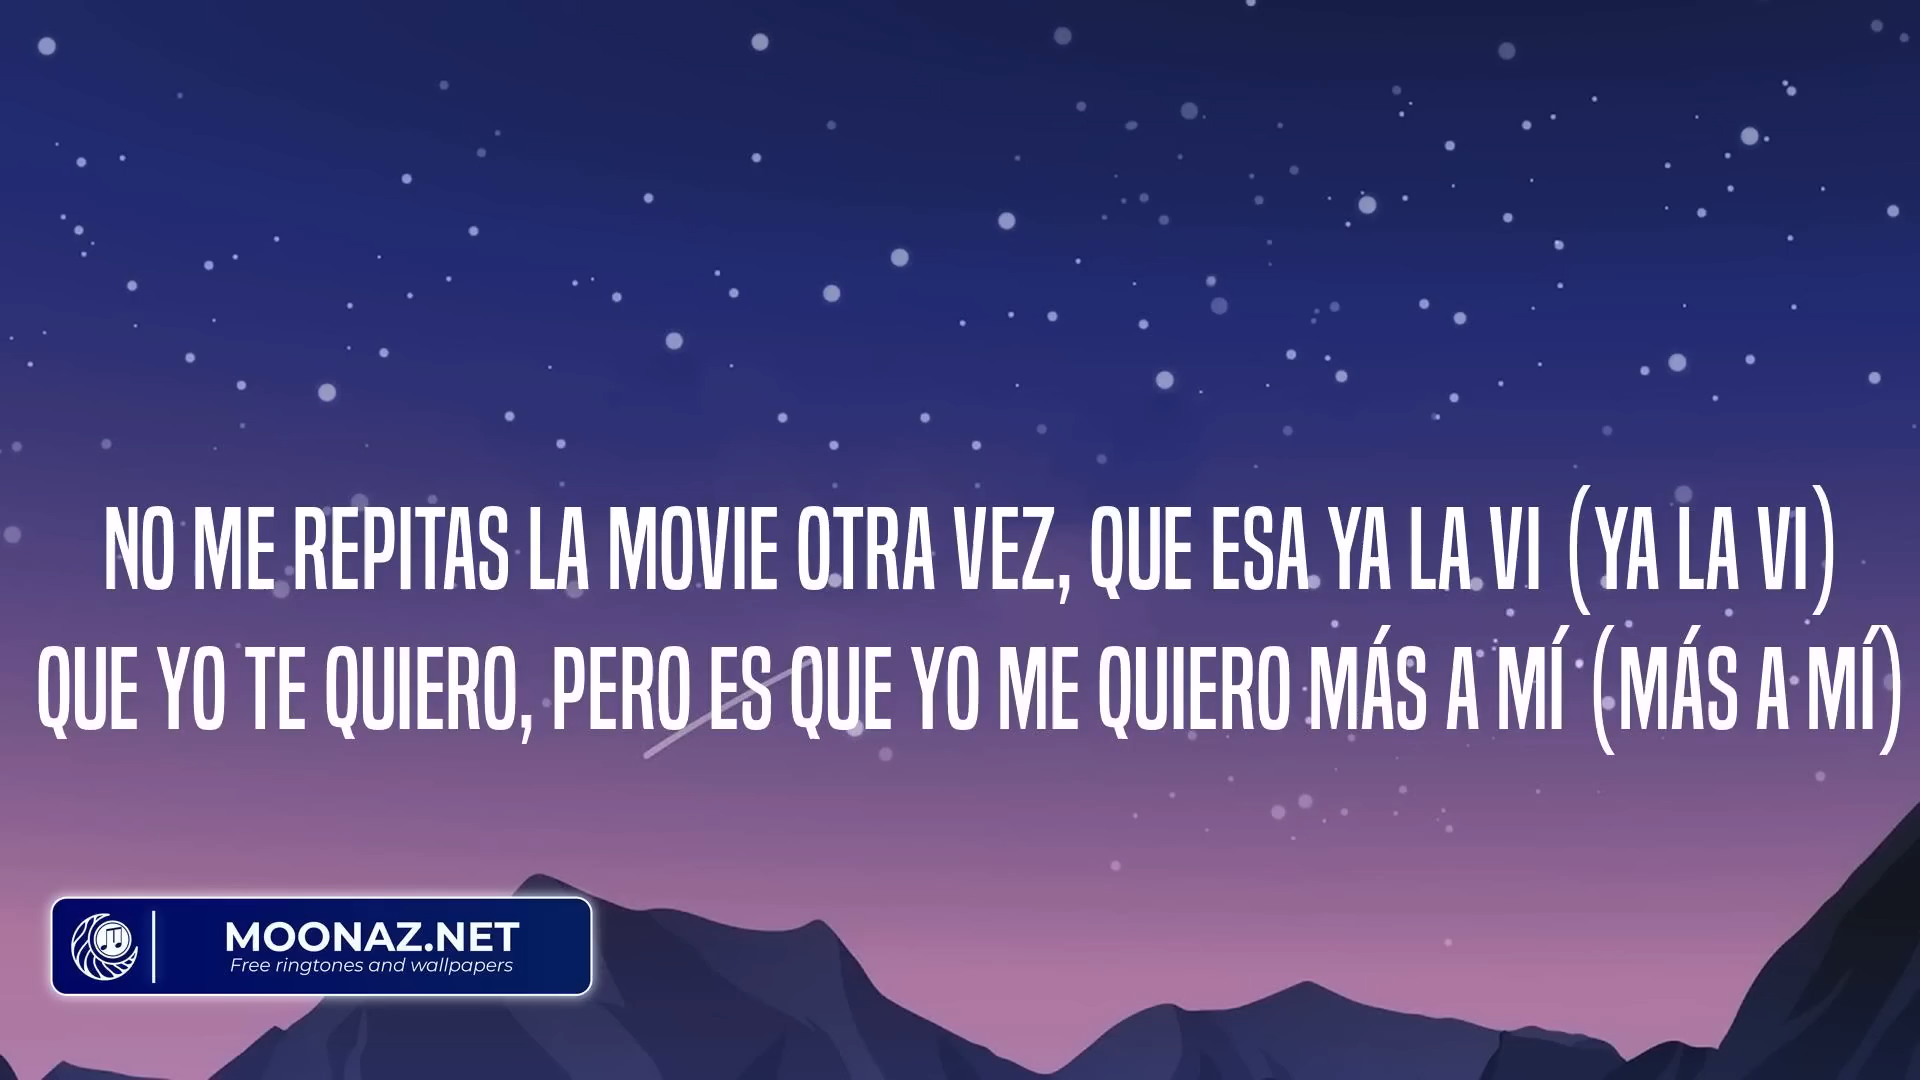 NO ME REPITAS LA MOVIE OTRA VEZ, QUE ESA YA LA VI (YA LA VI)
QUE YO TE QUIERO, PERO ES QUE YO ME QUIERO MÁS A MÍ (MÁS A MÍ)
MOONAZ.NET
Free ringtones and wallpapers